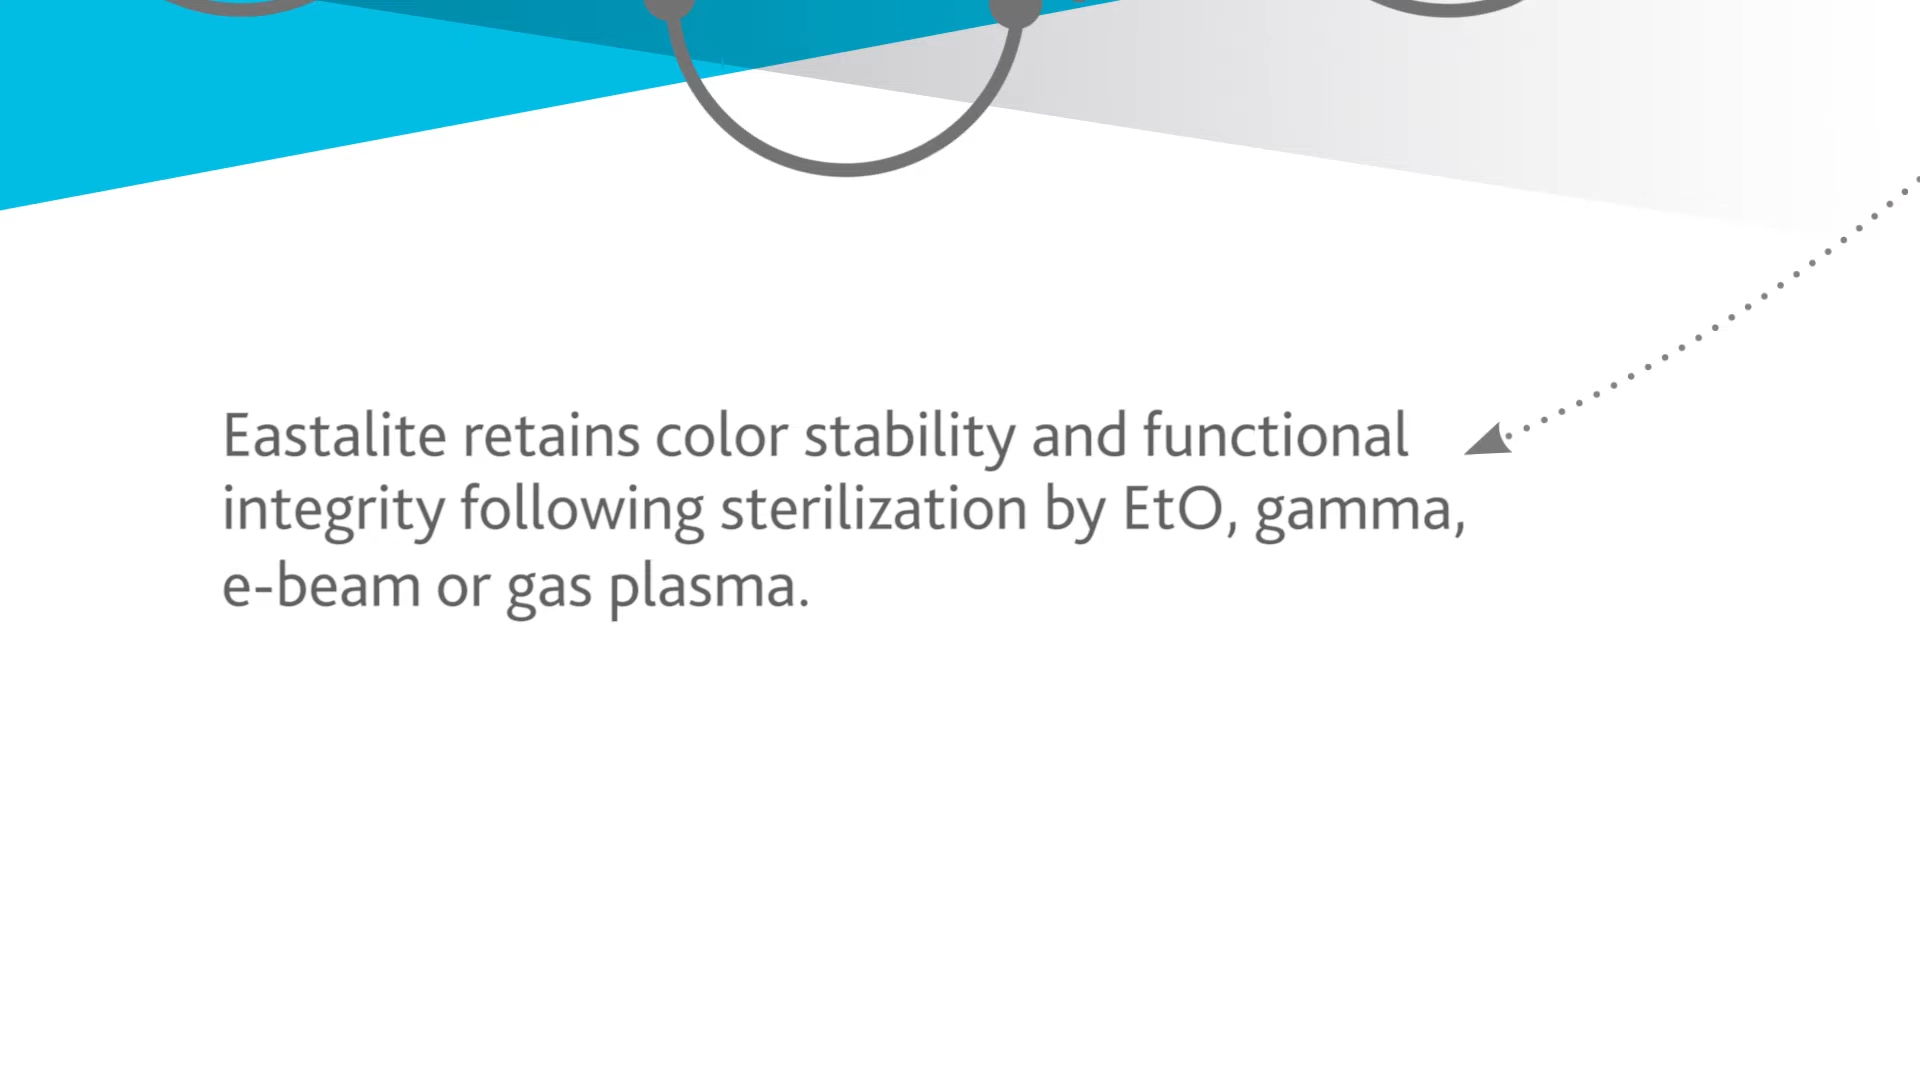 Eastalite retains color stability and functional
integrity following sterilization by EtO, gamma,
e-beam or gas plasma.